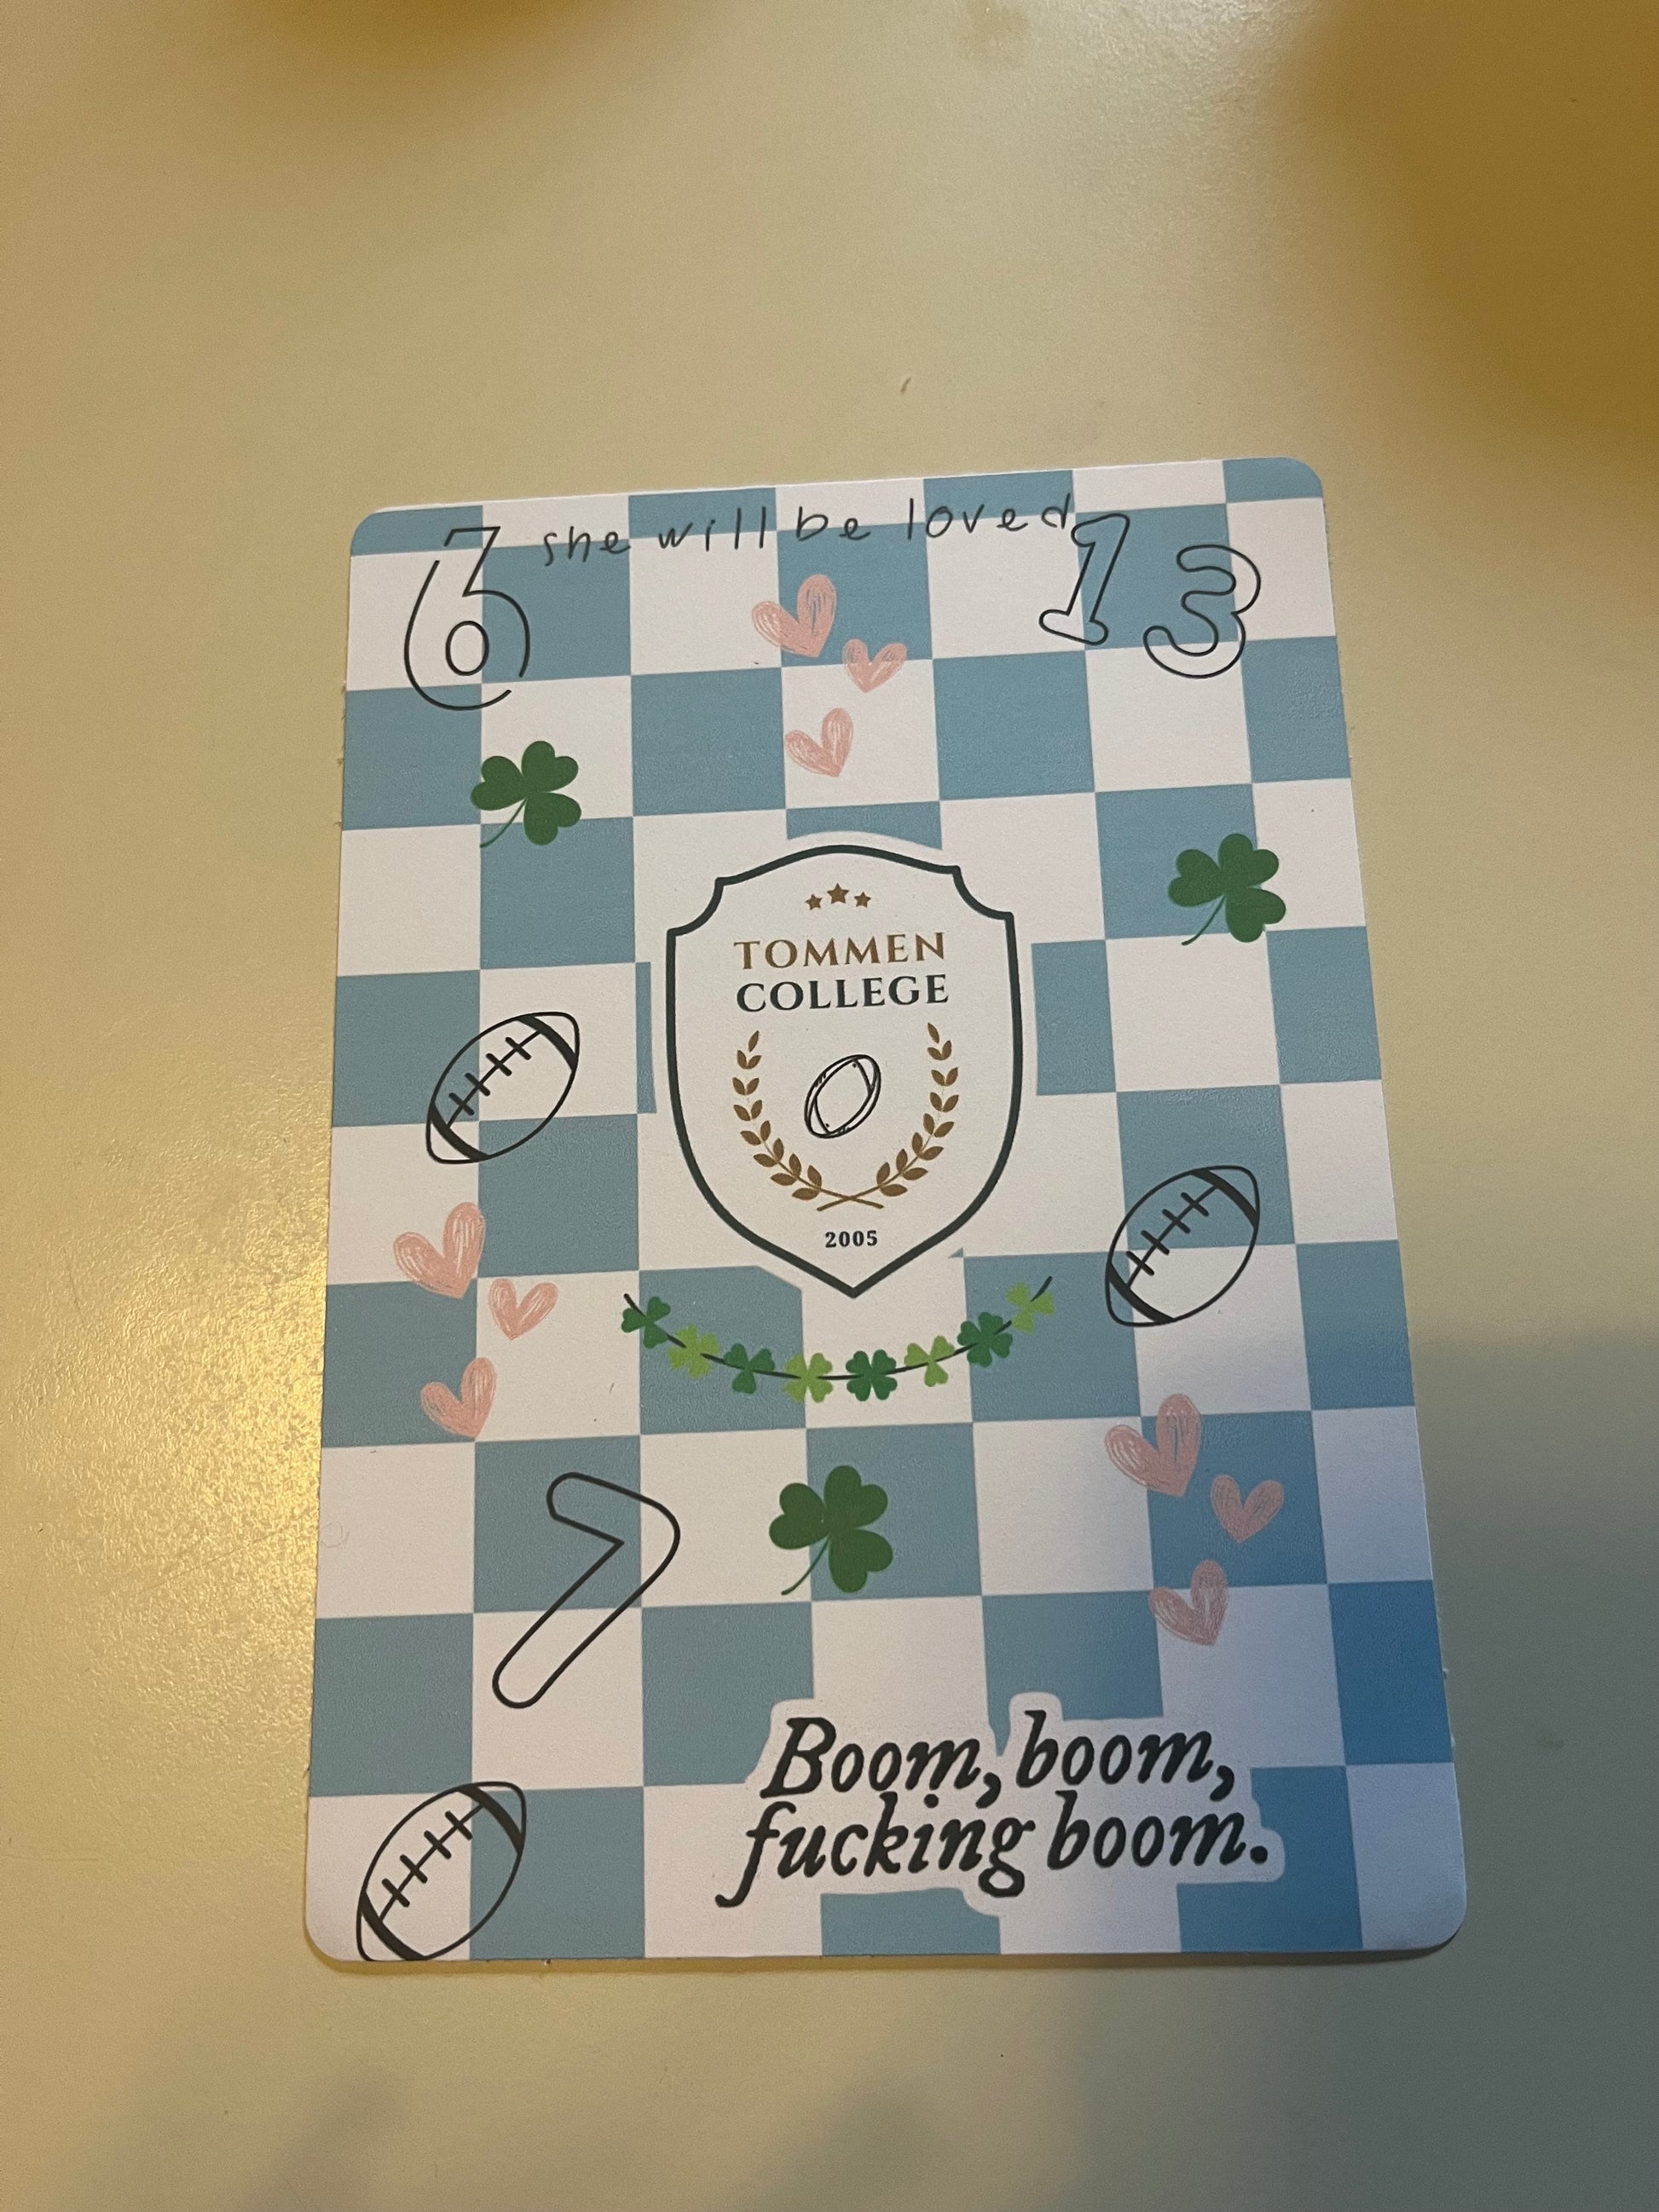 she will be loved
6
13
TOMMEN
COLLEGE
2005
7
Boom, boom,
fucking boom.